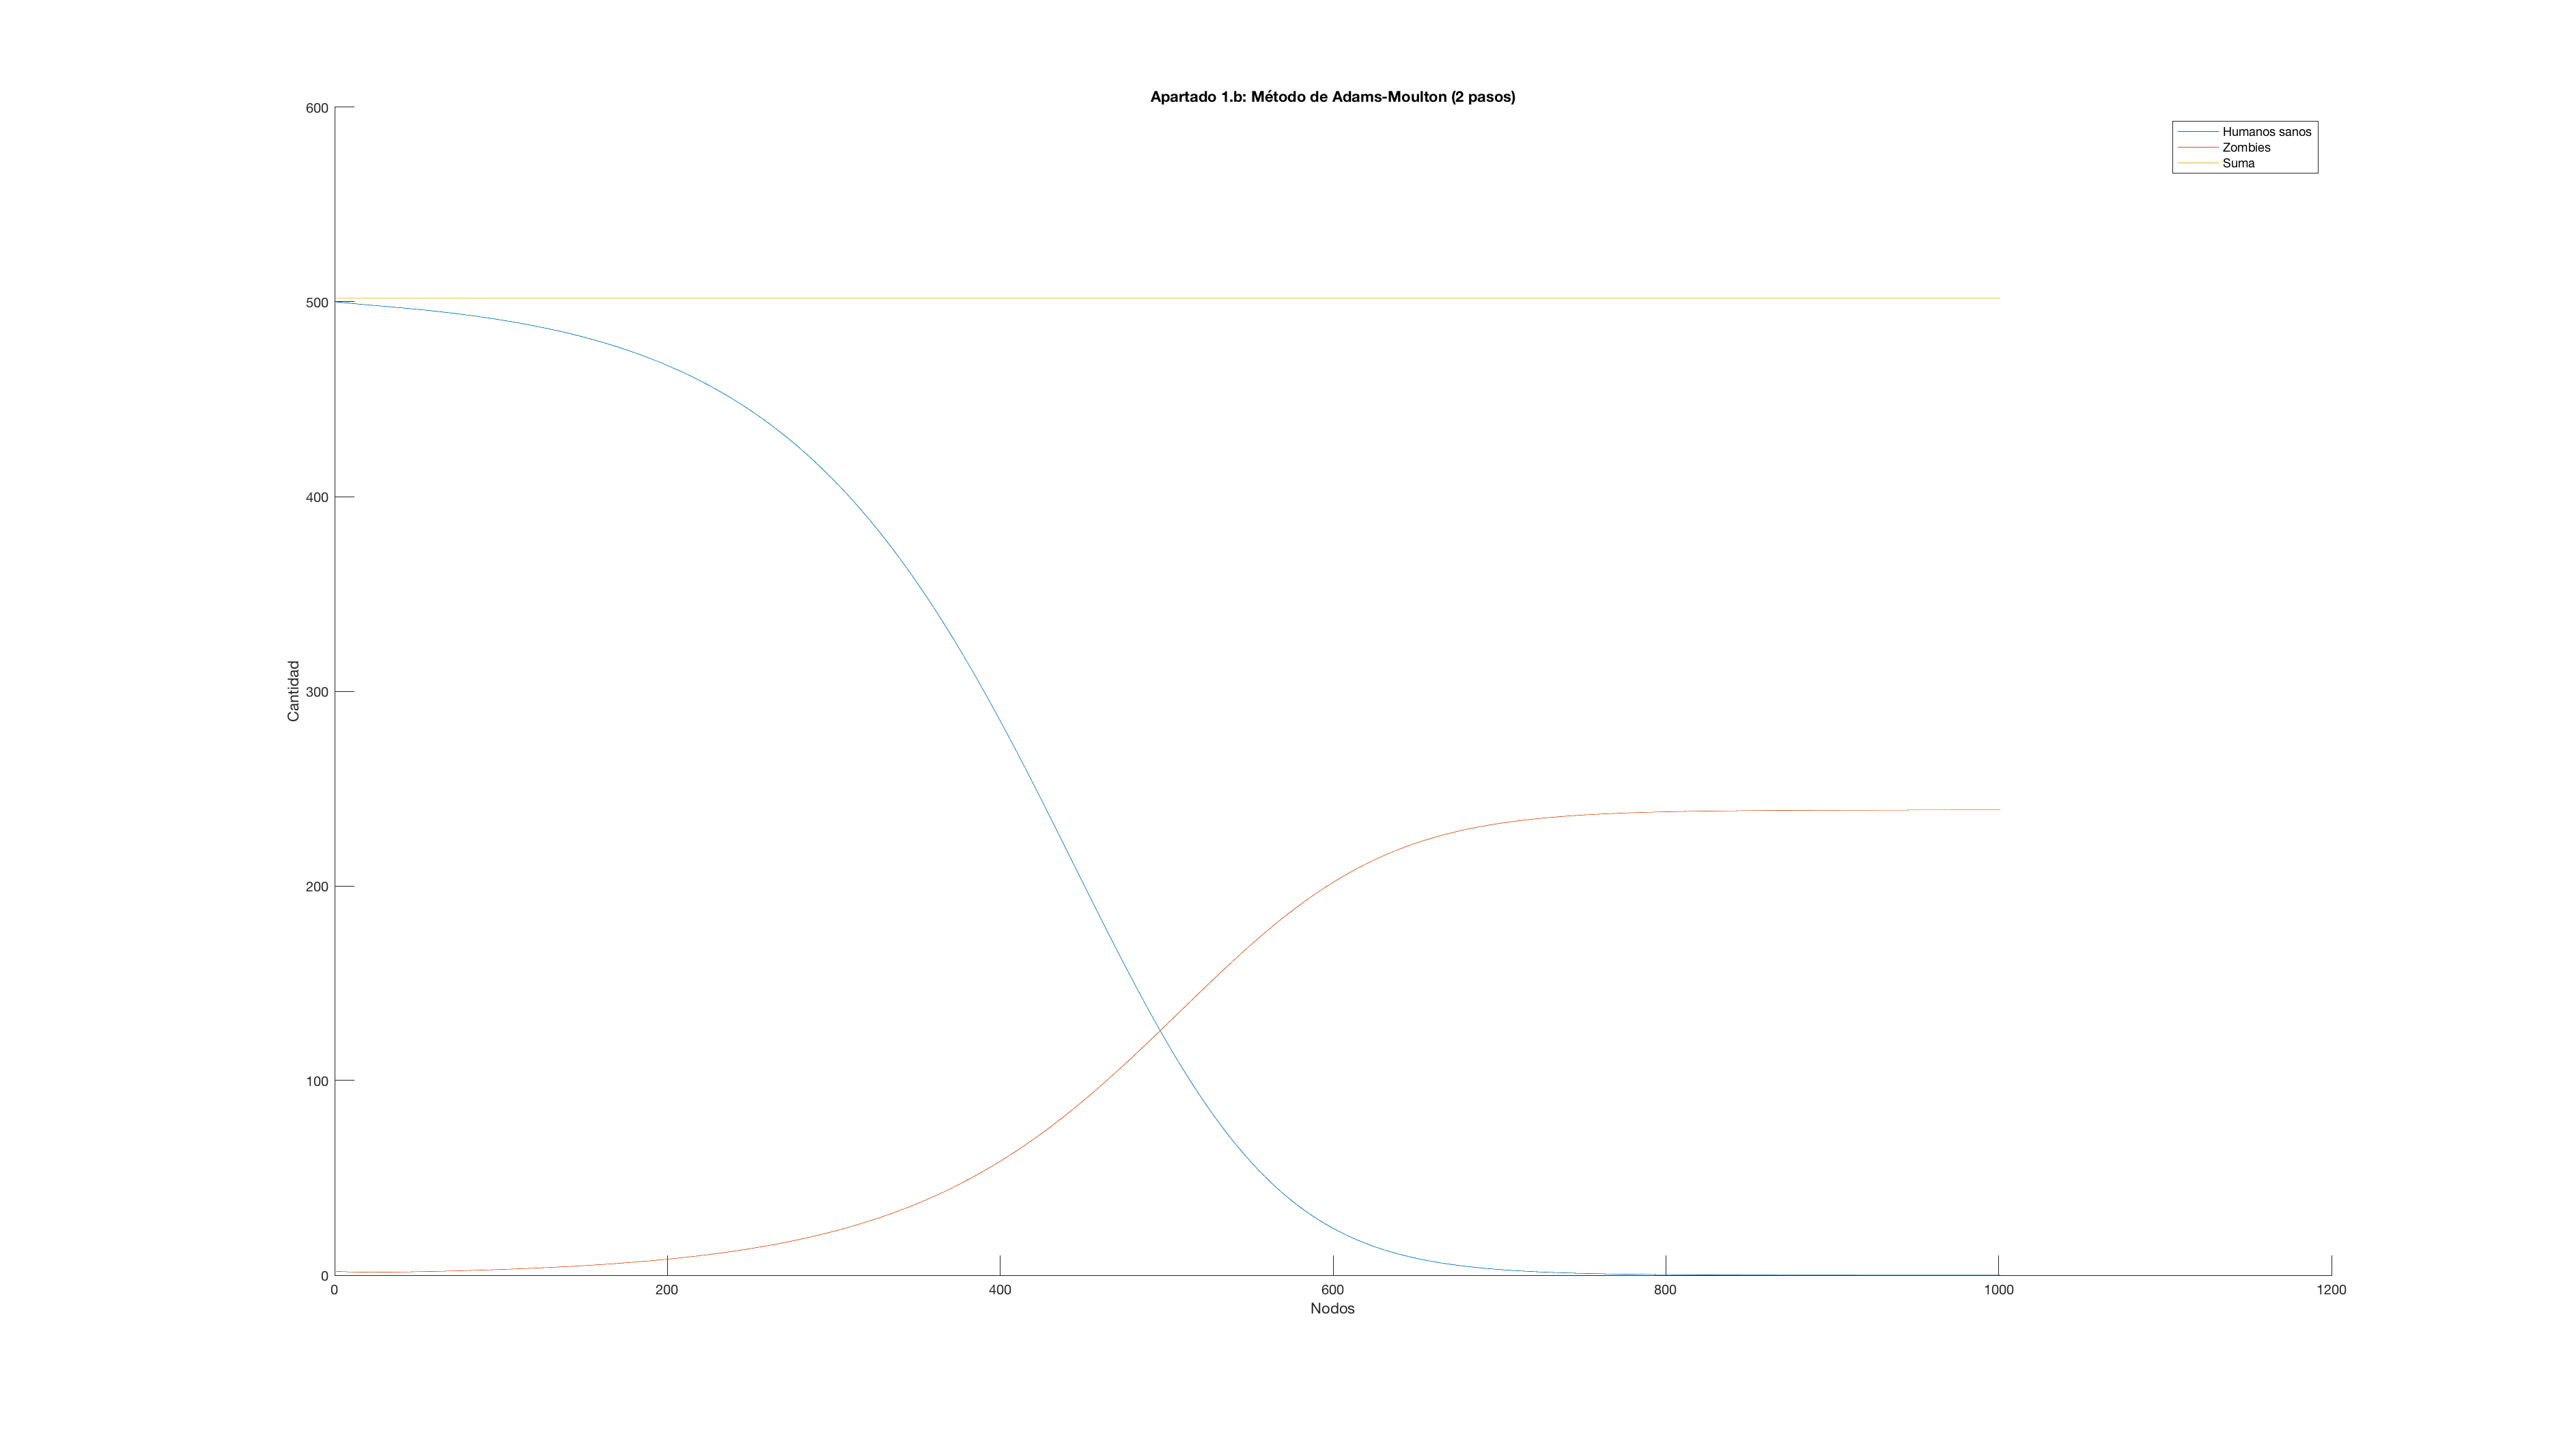 Apartado 1.b: Método de Adams-Moulton (2 pasos)
Humanos sanos
Zombies
Suma
600
500
400
300
200
100
0
Cantidad
0 200 400 600 800 1000 1200
Nodos